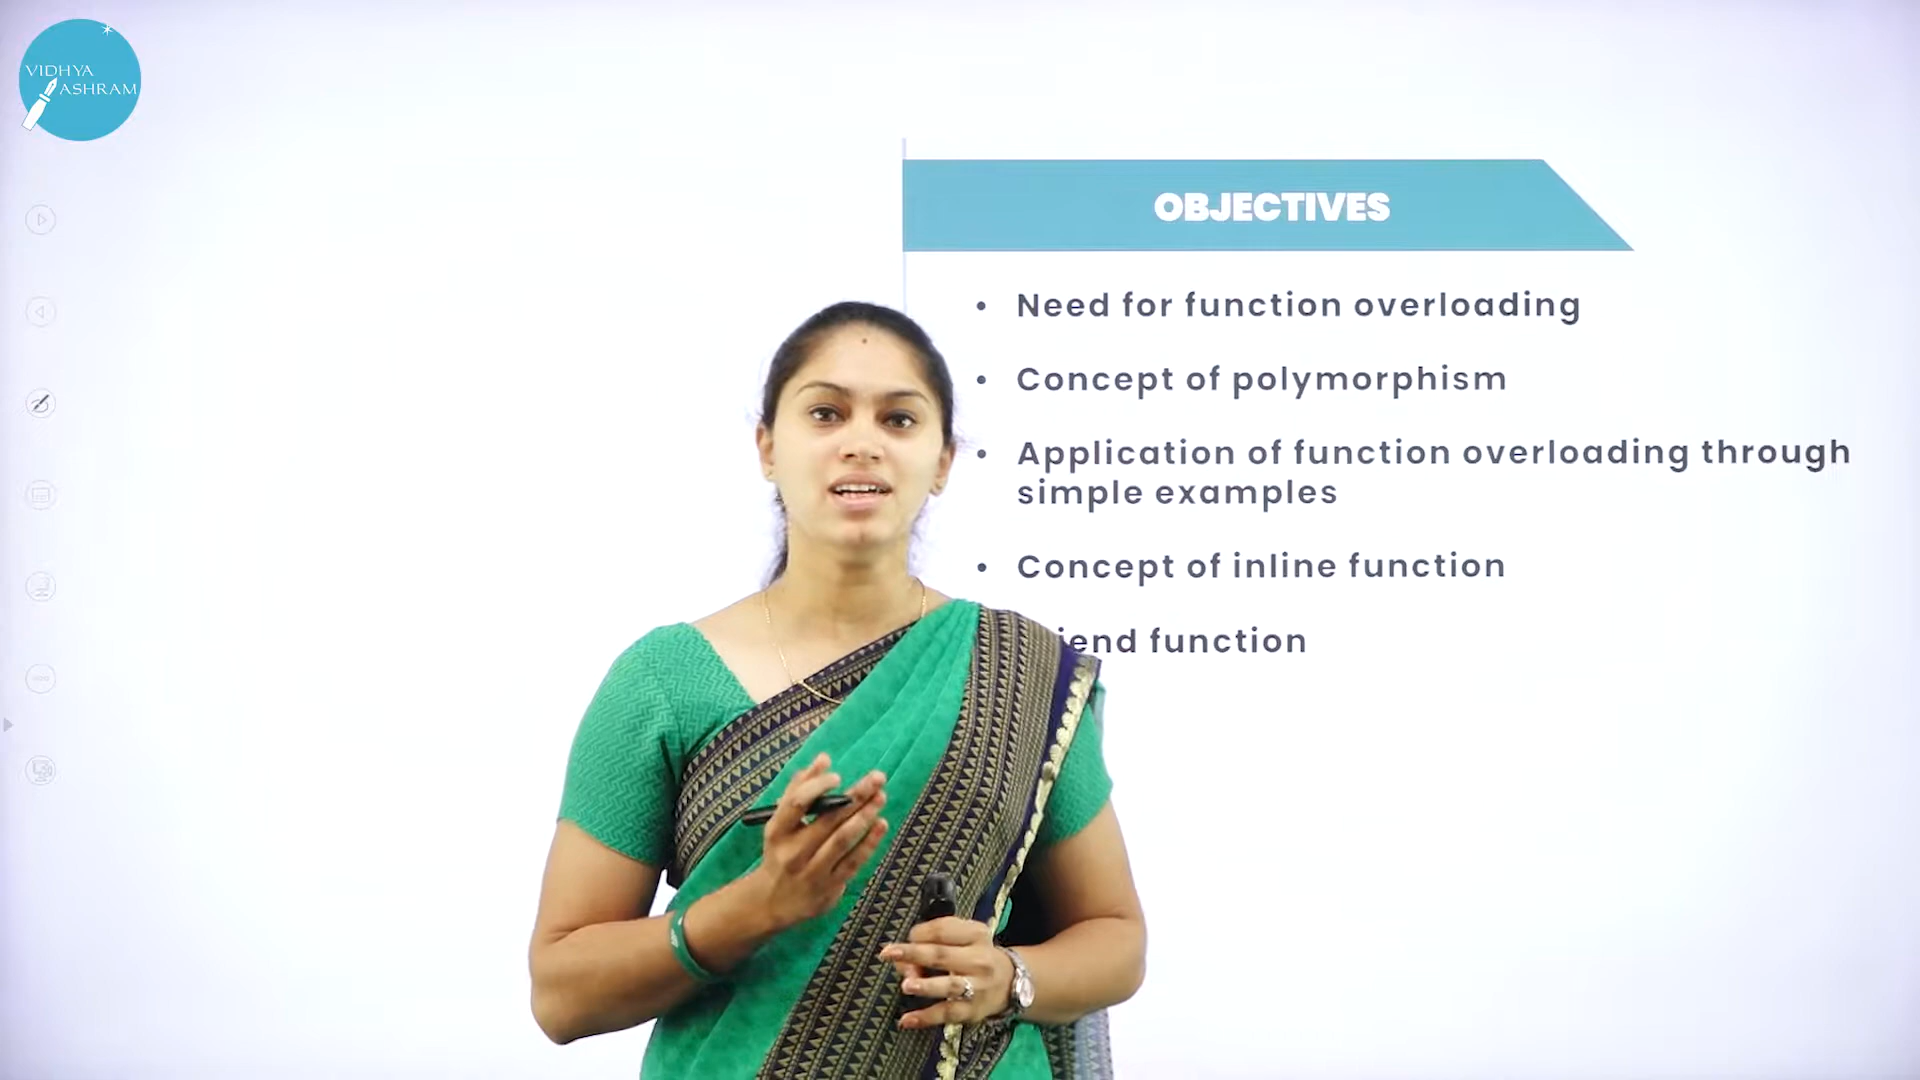 VIDHYA
ASHRAM
OBJECTIVES
• Need for function overloading
• Concept of polymorphism
• Application of function overloading through
simple examples
• Concept of inline function
function